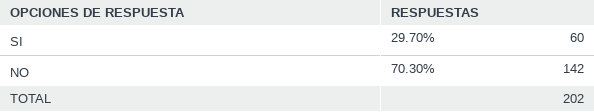 OPCIONES DE RESPUESTA RESPUESTAS
SI 29.70% 60
NO 70.30% 142
TOTAL 202